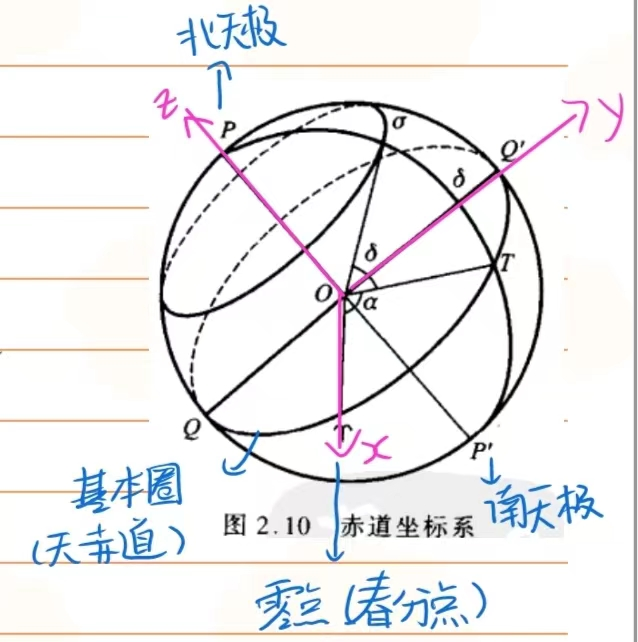 北天极
z
P
σ
y
Q'
δ
δ
T
O
α
Q
♈
x
P'
基本圈
(天赤道)
南天极
图 2.10 赤道坐标系
零点(春分点)